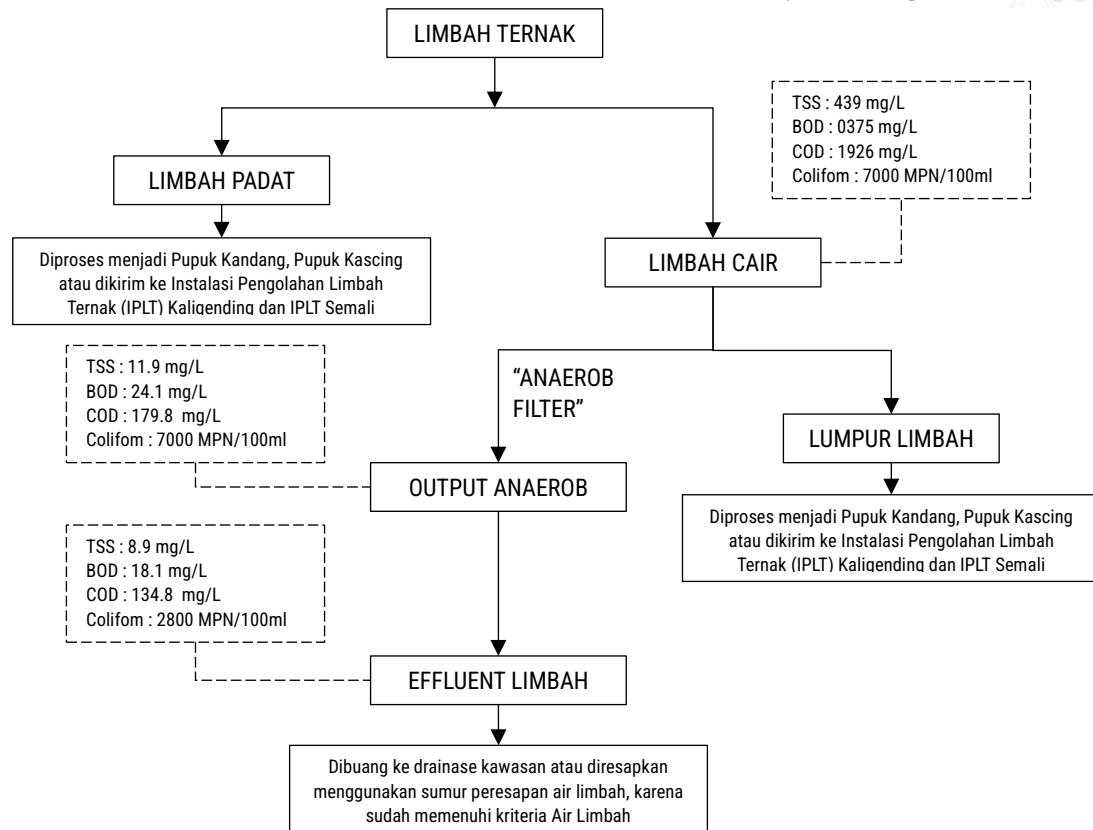 LIMBAH TERNAK
TSS : 439 mg/L
BOD : 0375 mg/L
COD : 1926 mg/L
Colifom : 7000 MPN/100ml
LIMBAH PADAT
Diproses menjadi Pupuk Kandang, Pupuk Kascing
atau dikirim ke Instalasi Pengolahan Limbah
Ternak (IPLT) Kaligending dan IPLT Semali
LIMBAH CAIR
TSS : 11.9 mg/L
BOD : 24.1 mg/L
COD : 179.8 mg/L
Colifom : 7000 MPN/100ml
“ANAEROB
FILTER”
OUTPUT ANAEROB
LUMPUR LIMBAH
Diproses menjadi Pupuk Kandang, Pupuk Kascing
atau dikirim ke Instalasi Pengolahan Limbah
Ternak (IPLT) Kaligending dan IPLT Semali
TSS : 8.9 mg/L
BOD : 18.1 mg/L
COD : 134.8 mg/L
Colifom : 2800 MPN/100ml
EFFLUENT LIMBAH
Dibuang ke drainase kawasan atau diresapkan
menggunakan sumur peresapan air limbah, karena
sudah memenuhi kriteria Air Limbah